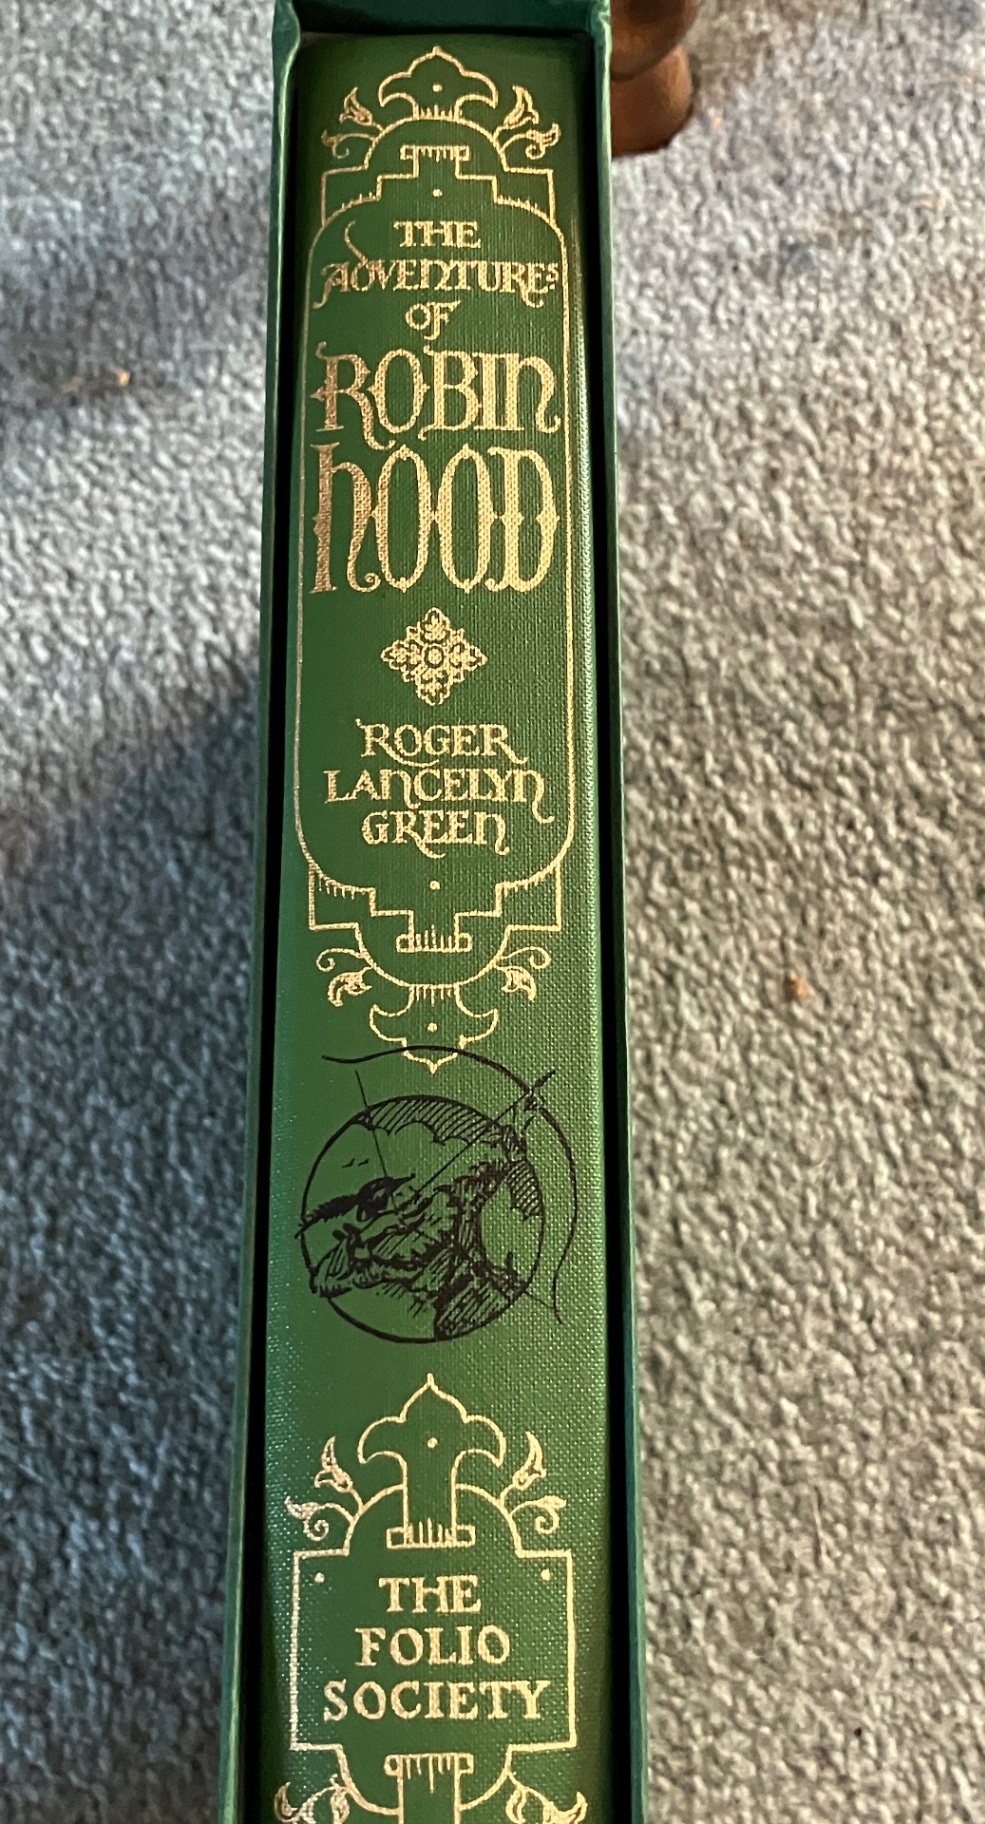 THE
ADVENTURES
OF
ROBIN
HOOD
ROGER
LANCELYN
GREEN
THE
FOLIO
SOCIETY